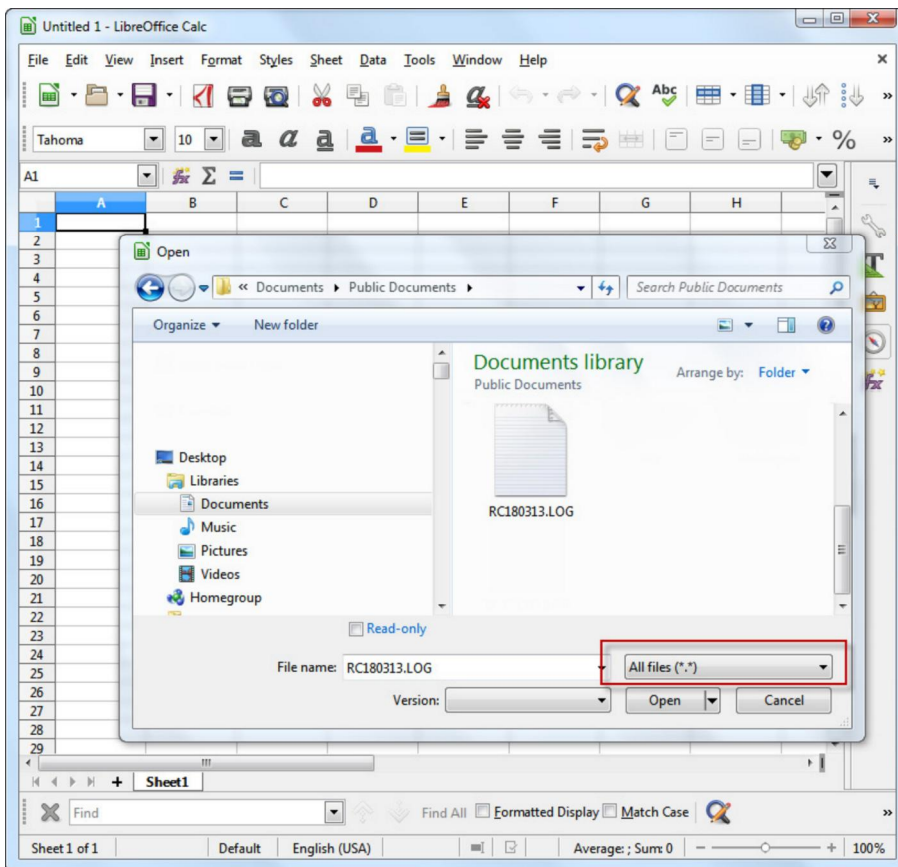 Untitled 1 - LibreOffice Calc
File Edit View Insert Format Styles Sheet Data Tools Window Help
Abc
Tahoma 10 a a a a %
A1 fx Σ =
A B C D E F G H
1
2
3
4
5
6
7
8
9
10
11
12
13
14
15
16
17
18
19
20
21
22
23
24
25
26
27
28
29
Open
« Documents Public Documents Search Public Documents
Organize New folder
Documents library
Public Documents
Arrange by: Folder
Desktop
Libraries
Documents
Music
Pictures
Videos
Homegroup
RC180313.LOG
Read-only
File name: RC180313.LOG All files (*.*)
Version: Open Cancel
Sheet1
Find Find All Formatted Display Match Case
Sheet 1 of 1 Default English (USA) Average: ; Sum: 0 100%